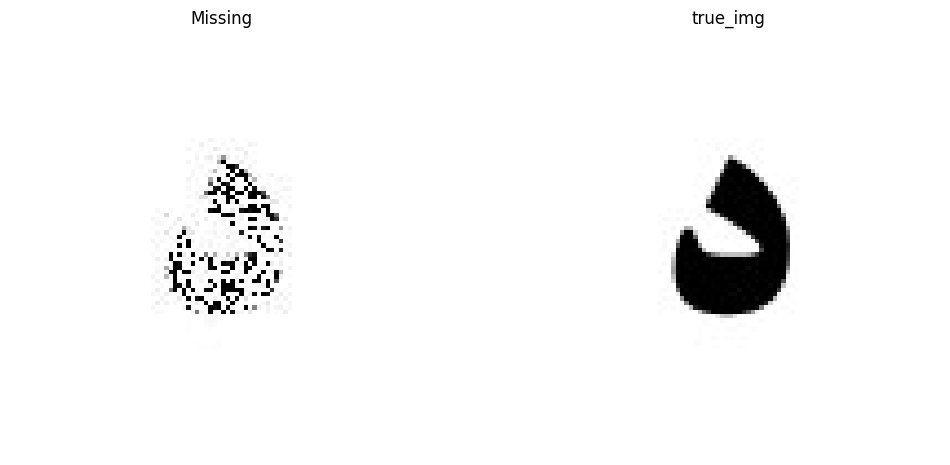 Missing true_img
د د